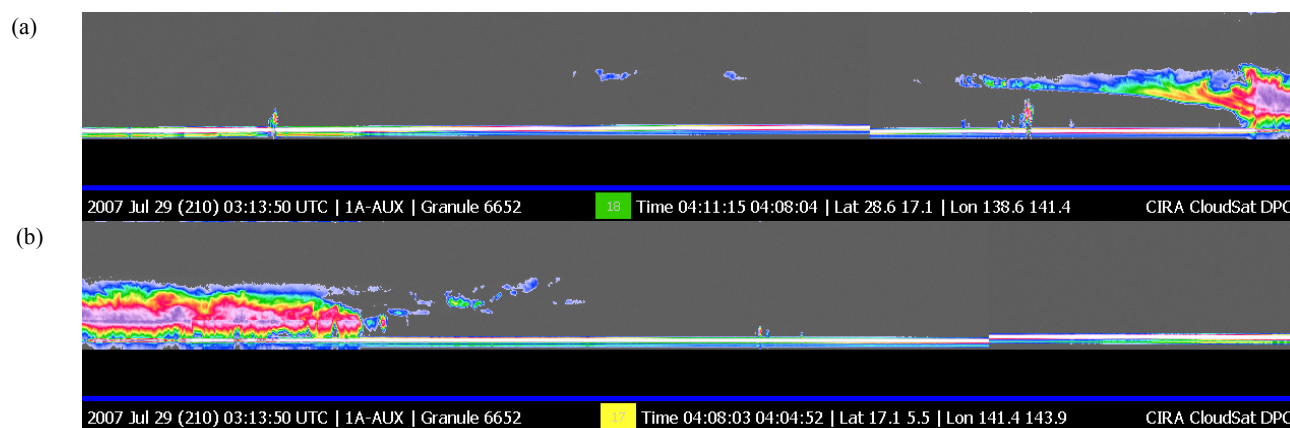 (a)
2007 Jul 29 (210) 03:13:50 UTC | 1A-AUX | Granule 6652 18 Time 04:11:15 04:08:04 | Lat 28.6 17.1 | Lon 138.6 141.4 CIRA CloudSat DPC
(b)
2007 Jul 29 (210) 03:13:50 UTC | 1A-AUX | Granule 6652 17 Time 04:08:03 04:04:52 | Lat 17.1 5.5 | Lon 141.4 143.9 CIRA CloudSat DPC